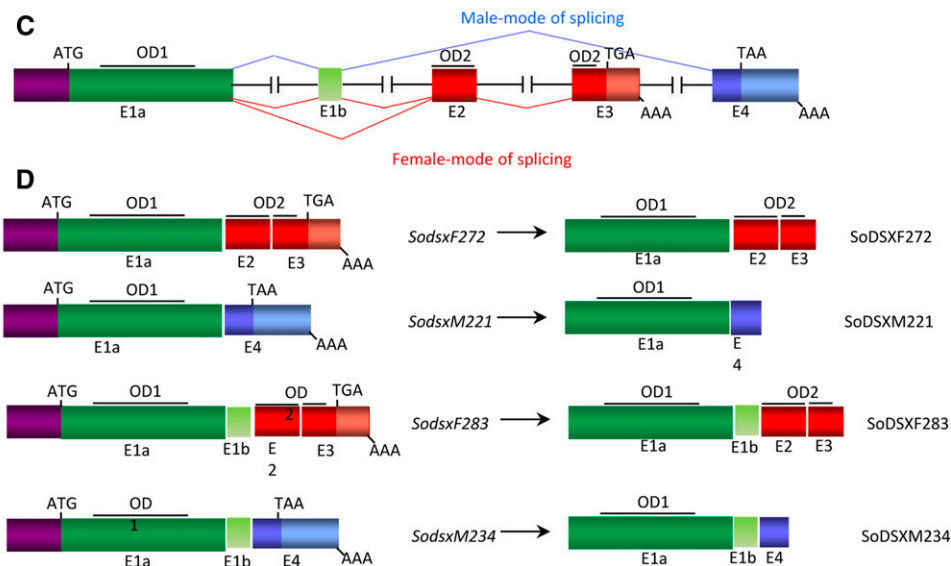 C
Male-mode of splicing
ATG OD1 OD2 OD2 TGA TAA
E1a E1b E2 E3 AAA E4 AAA
Female-mode of splicing
D
ATG OD1 OD2 TGA OD1 OD2
SodsxF272 SoDSXF272
E1a E2 E3 AAA E1a E2 E3
ATG OD1 TAA OD1
SodsxM221 SoDSXM221
E1a E4 AAA E1a E
4
ATG OD1 OD TGA OD1 OD2
2 SodsxF283 SoDSXF283
E1a E1b E E3 AAA E1a E1b E2 E3
2
ATG OD TAA OD1
1 SodsxM234 SoDSXM234
E1a E1b E4 AAA E1a E1b E4